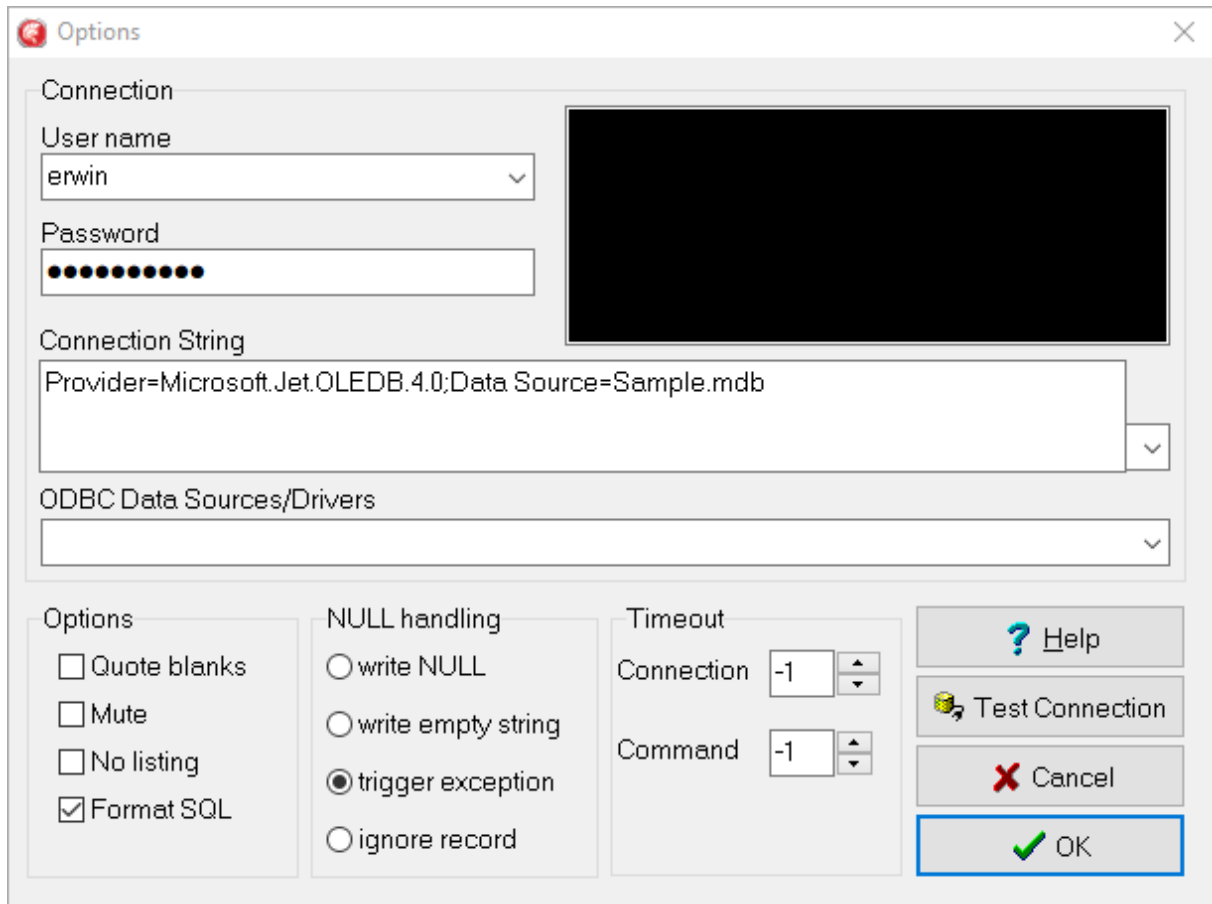 Options
Connection
User name
erwin
Password
●●●●●●●●●●
Connection String
Provider=Microsoft.Jet.OLEDB.4.0;Data Source=Sample.mdb
ODBC Data Sources/Drivers
Options
Quote blanks
Mute
No listing
Format SQL
NULL handling
write NULL
write empty string
trigger exception
ignore record
Timeout
Connection -1
Command -1
? Help
Test Connection
Cancel
OK